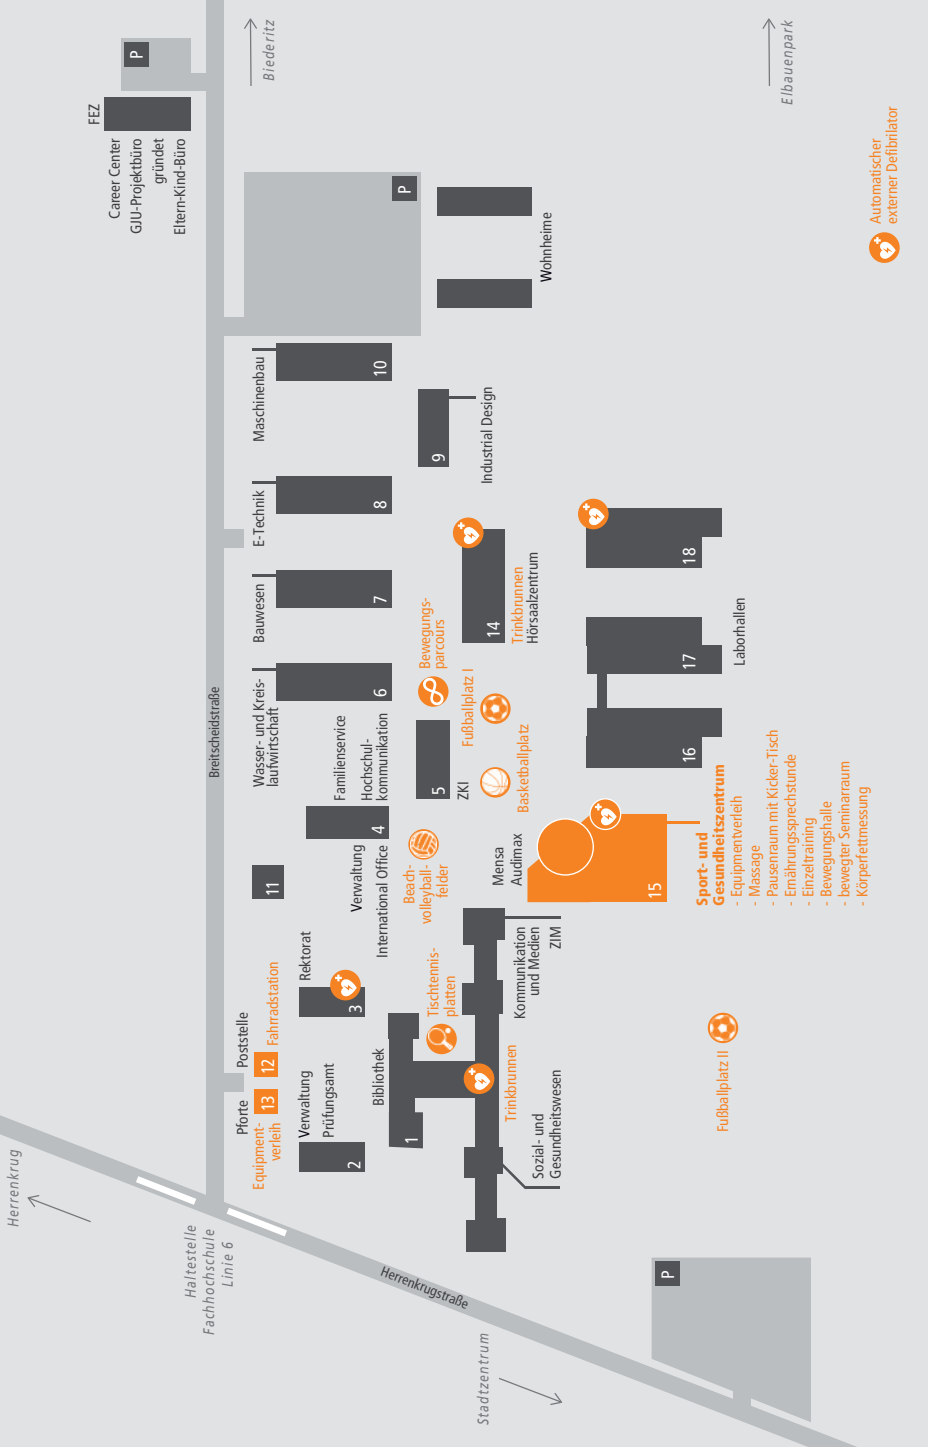 Herrenkrug
Haltestelle
Fachhochschule
Linie 6
Herrenkrugstraße
Stadtzentrum
Breitscheidstraße
Biederitz
Elbauenpark
P
FEZ
Career Center
GJU-Projektbüro
gründet
Eltern-Kind-Büro
P
Wohnheime
Maschinenbau
10
E-Technik
8
Bauwesen
7
Wasser- und Kreis-
laufwirtschaft
6
9
Industrial Design
Familienservice
Hochschul-
kommunikation
4
Verwaltung
International Office
11
Rektorat
3
Poststelle
12
Fahrradstation
Pforte
13
Equipment-
verleih
Verwaltung
Prüfungsamt
2
Bibliothek
1
Tischtennis-
platten
Beach-
volleyball-
felder
5
ZKI
Bewegungs-
parcours
Fußballplatz I
Basketballplatz
14
Trinkbrunnen
Hörsaalzentrum
18
17
16
Laborhallen
Mensa
Audimax
15
Kommunikation
und Medien
ZIM
Trinkbrunnen
Sozial- und
Gesundheitswesen
Sport- und
Gesundheitszentrum
- Equipmentverleih
- Massage
- Pausenraum mit Kicker-Tisch
- Ernährungssprechstunde
- Einzeltraining
- Bewegungshalle
- bewegter Seminarraum
- Körperfettmessung
Fußballplatz II
P
Automatischer
externer Defibrilator